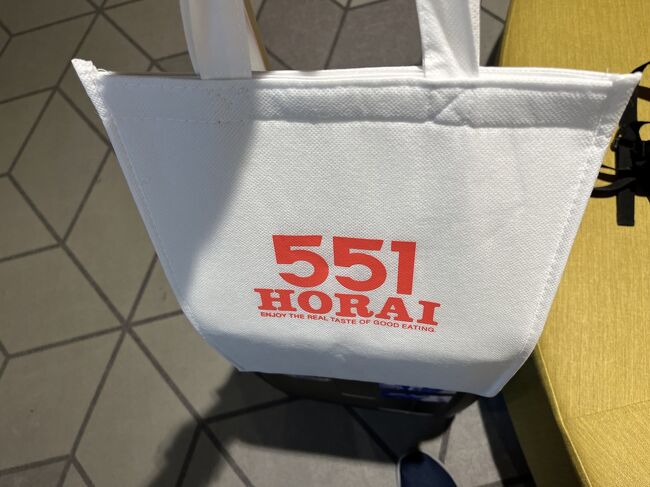 551
HORAI
ENJOY THE REAL TASTE OF GOOD EATING.